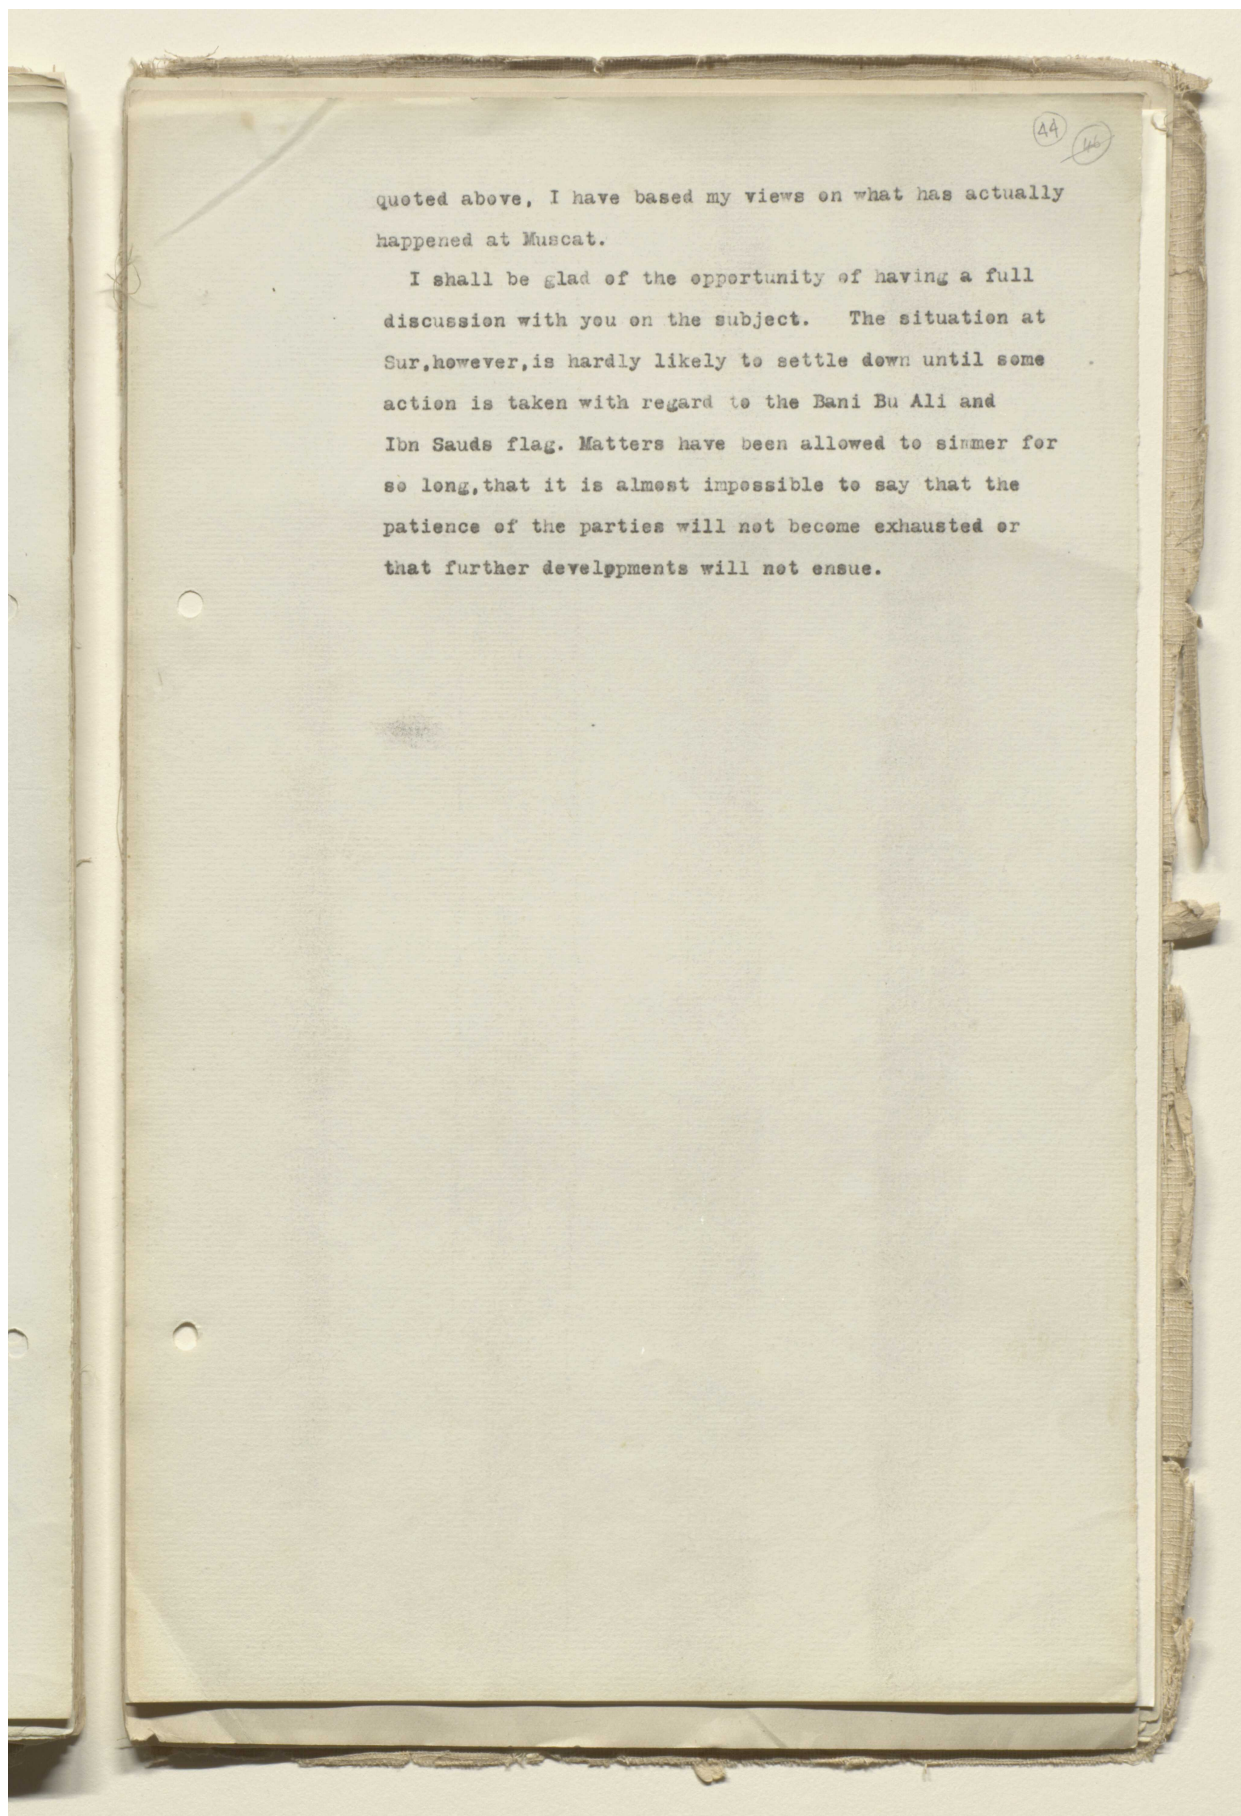 44
46
quoted above, I have based my views on what has actually
happened at Muscat.
I shall be glad of the opportunity of having a full
discussion with you on the subject. The situation at
Sur,however,is hardly likely to settle down until some
action is taken with regard to the Bani Bu Ali and
Ibn Sauds flag. Matters have been allowed to simmer for
so long,that it is almost impossible to say that the
patience of the parties will not become exhausted or
that further developments will not ensue.